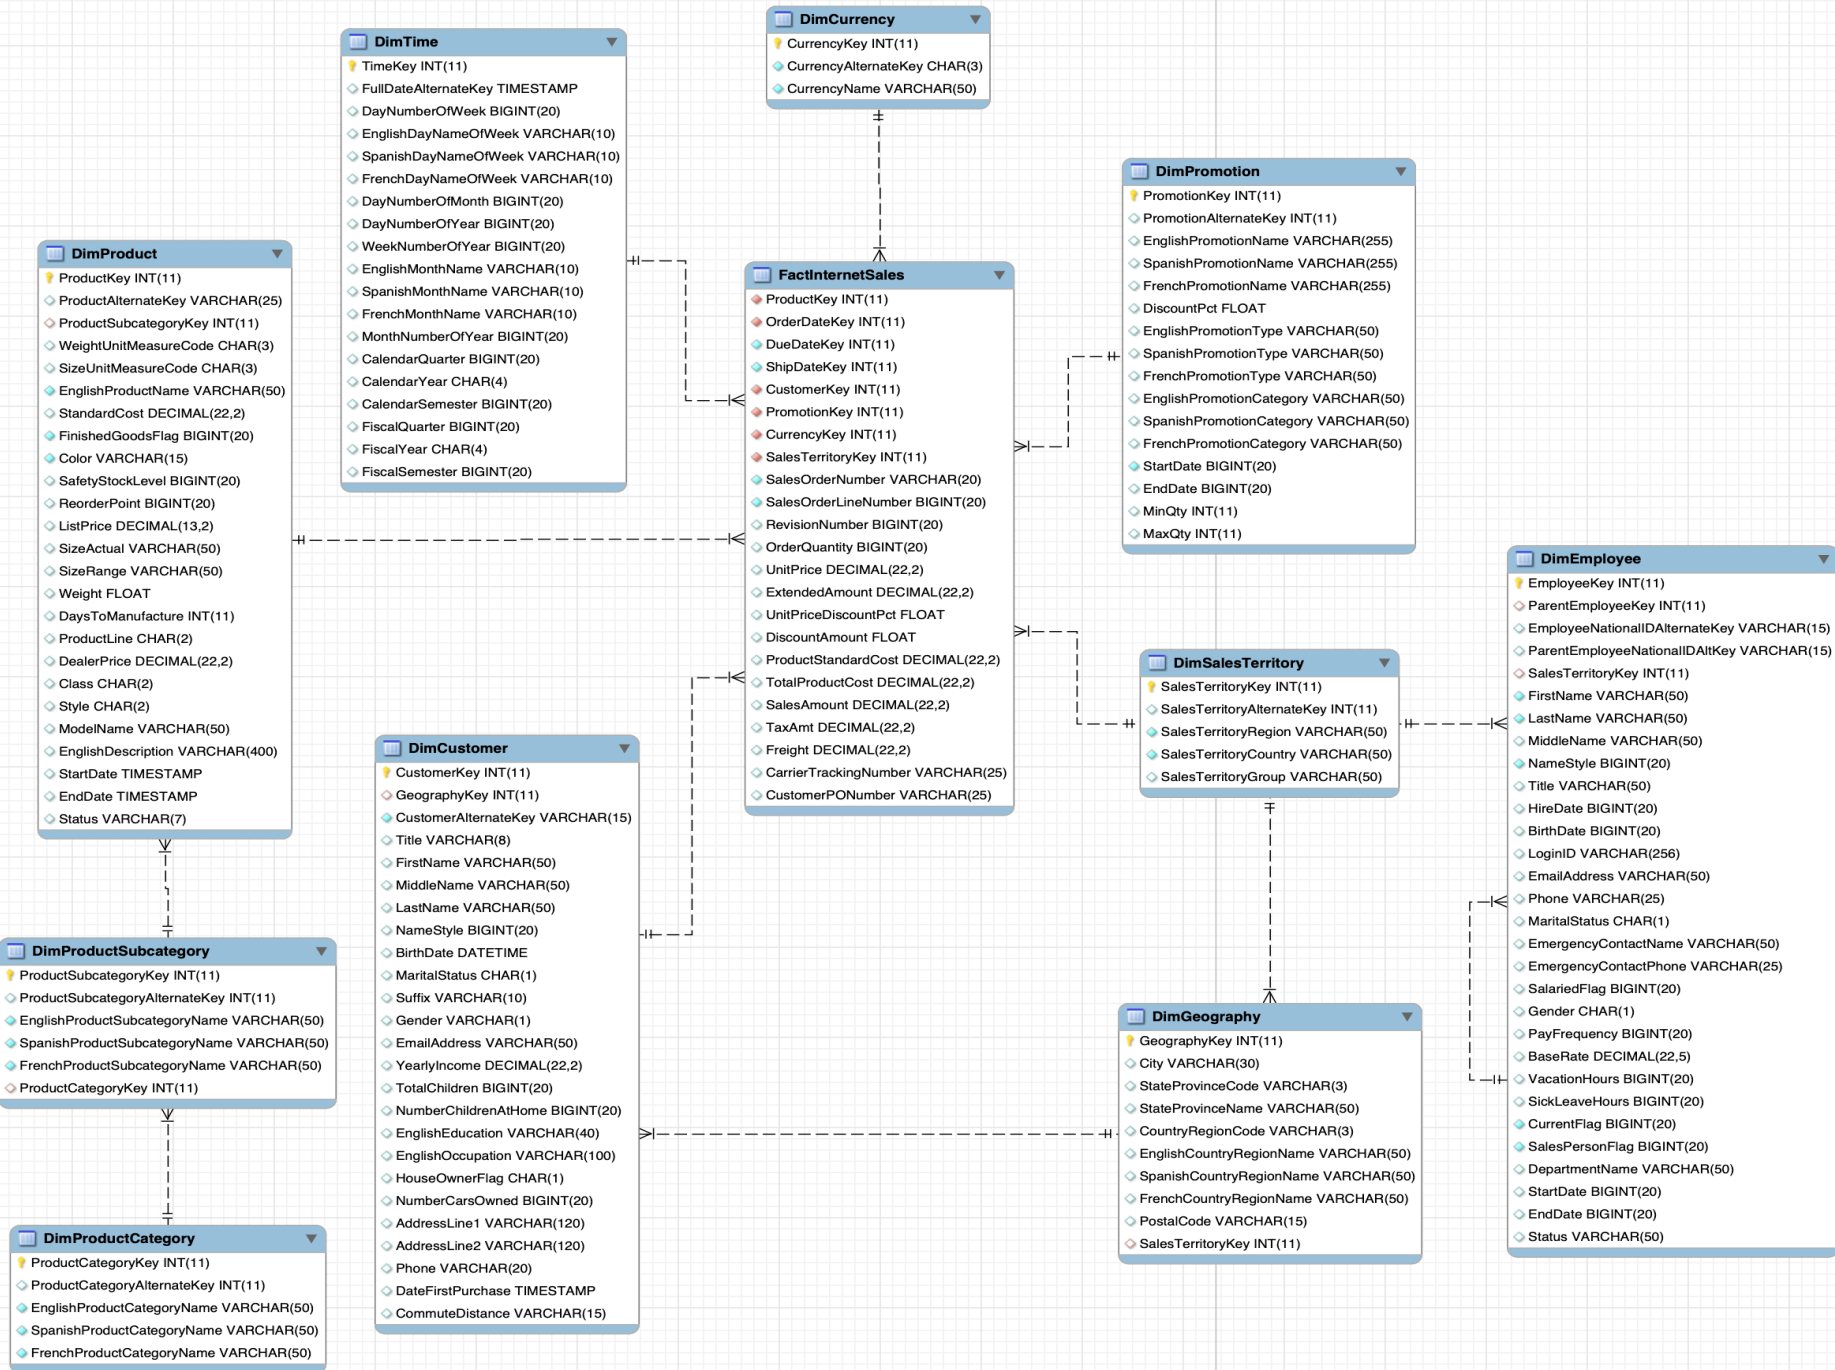 DimCurrency
CurrencyKey INT(11)
CurrencyAlternateKey CHAR(3)
CurrencyName VARCHAR(50)
DimTime
TimeKey INT(11)
FullDateAlternateKey TIMESTAMP
DayNumberOfWeek BIGINT(20)
EnglishDayNameOfWeek VARCHAR(10)
SpanishDayNameOfWeek VARCHAR(10)
FrenchDayNameOfWeek VARCHAR(10)
DayNumberOfMonth BIGINT(20)
DayNumberOfYear BIGINT(20)
WeekNumberOfYear BIGINT(20)
EnglishMonthName VARCHAR(10)
SpanishMonthName VARCHAR(10)
FrenchMonthName VARCHAR(10)
MonthNumberOfYear BIGINT(20)
CalendarQuarter BIGINT(20)
CalendarYear CHAR(4)
CalendarSemester BIGINT(20)
FiscalQuarter BIGINT(20)
FiscalYear CHAR(4)
FiscalSemester BIGINT(20)
DimPromotion
PromotionKey INT(11)
PromotionAlternateKey INT(11)
EnglishPromotionName VARCHAR(255)
SpanishPromotionName VARCHAR(255)
FrenchPromotionName VARCHAR(255)
DiscountPct FLOAT
EnglishPromotionType VARCHAR(50)
SpanishPromotionType VARCHAR(50)
FrenchPromotionType VARCHAR(50)
EnglishPromotionCategory VARCHAR(50)
SpanishPromotionCategory VARCHAR(50)
FrenchPromotionCategory VARCHAR(50)
StartDate BIGINT(20)
EndDate BIGINT(20)
MinQty INT(11)
MaxQty INT(11)
DimProduct
ProductKey INT(11)
ProductAlternateKey VARCHAR(25)
ProductSubcategoryKey INT(11)
WeightUnitMeasureCode CHAR(3)
SizeUnitMeasureCode CHAR(3)
EnglishProductName VARCHAR(50)
StandardCost DECIMAL(22,2)
FinishedGoodsFlag BIGINT(20)
Color VARCHAR(15)
SafetyStockLevel BIGINT(20)
ReorderPoint BIGINT(20)
ListPrice DECIMAL(13,2)
SizeActual VARCHAR(50)
SizeRange VARCHAR(50)
Weight FLOAT
DaysToManufacture INT(11)
ProductLine CHAR(2)
DealerPrice DECIMAL(22,2)
Class CHAR(2)
Style CHAR(2)
ModelName VARCHAR(50)
EnglishDescription VARCHAR(400)
StartDate TIMESTAMP
EndDate TIMESTAMP
Status VARCHAR(7)
FactInternetSales
ProductKey INT(11)
OrderDateKey INT(11)
DueDateKey INT(11)
ShipDateKey INT(11)
CustomerKey INT(11)
PromotionKey INT(11)
CurrencyKey INT(11)
SalesTerritoryKey INT(11)
SalesOrderNumber VARCHAR(20)
SalesOrderLineNumber BIGINT(20)
RevisionNumber BIGINT(20)
OrderQuantity BIGINT(20)
UnitPrice DECIMAL(22,2)
ExtendedAmount DECIMAL(22,2)
UnitPriceDiscountPct FLOAT
DiscountAmount FLOAT
ProductStandardCost DECIMAL(22,2)
TotalProductCost DECIMAL(22,2)
SalesAmount DECIMAL(22,2)
TaxAmt DECIMAL(22,2)
Freight DECIMAL(22,2)
CarrierTrackingNumber VARCHAR(25)
CustomerPONumber VARCHAR(25)
DimEmployee
EmployeeKey INT(11)
ParentEmployeeKey INT(11)
EmployeeNationalIDAlternateKey VARCHAR(15)
ParentEmployeeNationalIDAltKey VARCHAR(15)
SalesTerritoryKey INT(11)
FirstName VARCHAR(50)
LastName VARCHAR(50)
MiddleName VARCHAR(50)
NameStyle BIGINT(20)
Title VARCHAR(50)
HireDate BIGINT(20)
BirthDate BIGINT(20)
LoginID VARCHAR(256)
EmailAddress VARCHAR(50)
Phone VARCHAR(25)
MaritalStatus CHAR(1)
EmergencyContactName VARCHAR(50)
EmergencyContactPhone VARCHAR(25)
SalariedFlag BIGINT(20)
Gender CHAR(1)
PayFrequency BIGINT(20)
BaseRate DECIMAL(22,5)
VacationHours BIGINT(20)
SickLeaveHours BIGINT(20)
CurrentFlag BIGINT(20)
SalesPersonFlag BIGINT(20)
DepartmentName VARCHAR(50)
StartDate BIGINT(20)
EndDate BIGINT(20)
Status VARCHAR(50)
DimSalesTerritory
SalesTerritoryKey INT(11)
SalesTerritoryAlternateKey INT(11)
SalesTerritoryRegion VARCHAR(50)
SalesTerritoryCountry VARCHAR(50)
SalesTerritoryGroup VARCHAR(50)
DimCustomer
CustomerKey INT(11)
GeographyKey INT(11)
CustomerAlternateKey VARCHAR(15)
Title VARCHAR(8)
FirstName VARCHAR(50)
MiddleName VARCHAR(50)
LastName VARCHAR(50)
NameStyle BIGINT(20)
BirthDate DATETIME
MaritalStatus CHAR(1)
Suffix VARCHAR(10)
Gender VARCHAR(1)
EmailAddress VARCHAR(50)
YearlyIncome DECIMAL(22,2)
TotalChildren BIGINT(20)
NumberChildrenAtHome BIGINT(20)
EnglishEducation VARCHAR(40)
EnglishOccupation VARCHAR(100)
HouseOwnerFlag CHAR(1)
NumberCarsOwned BIGINT(20)
AddressLine1 VARCHAR(120)
AddressLine2 VARCHAR(120)
Phone VARCHAR(20)
DateFirstPurchase TIMESTAMP
CommuteDistance VARCHAR(15)
DimProductSubcategory
ProductSubcategoryKey INT(11)
ProductSubcategoryAlternateKey INT(11)
EnglishProductSubcategoryName VARCHAR(50)
SpanishProductSubcategoryName VARCHAR(50)
FrenchProductSubcategoryName VARCHAR(50)
ProductCategoryKey INT(11)
DimGeography
GeographyKey INT(11)
City VARCHAR(30)
StateProvinceCode VARCHAR(3)
StateProvinceName VARCHAR(50)
CountryRegionCode VARCHAR(3)
EnglishCountryRegionName VARCHAR(50)
SpanishCountryRegionName VARCHAR(50)
FrenchCountryRegionName VARCHAR(50)
PostalCode VARCHAR(15)
SalesTerritoryKey INT(11)
DimProductCategory
ProductCategoryKey INT(11)
ProductCategoryAlternateKey INT(11)
EnglishProductCategoryName VARCHAR(50)
SpanishProductCategoryName VARCHAR(50)
FrenchProductCategoryName VARCHAR(50)